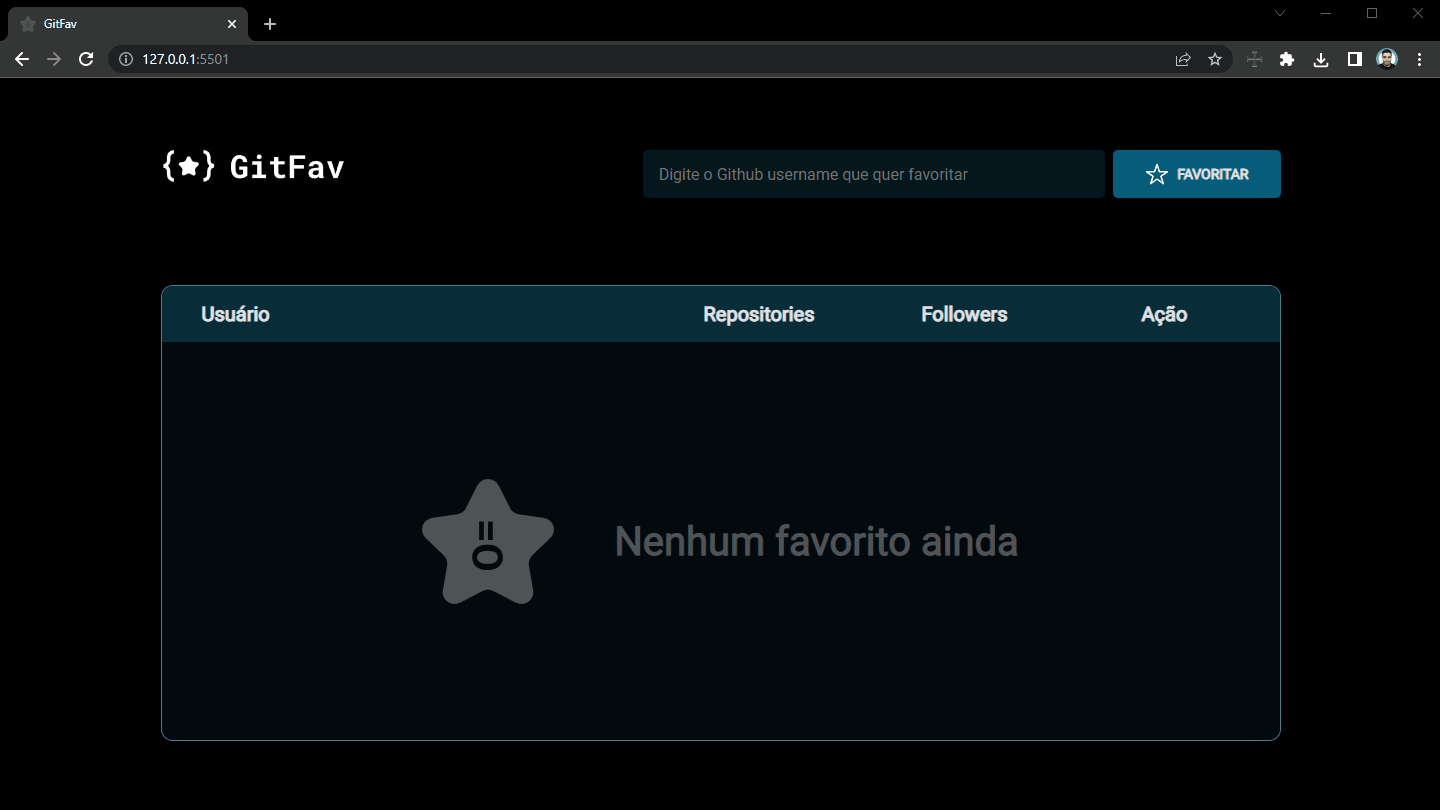 GitFav
127.0.0.1:5501
{★} GitFav
Digite o Github username que quer favoritar
FAVORITAR
Usuário Repositories Followers Ação
Nenhum favorito ainda